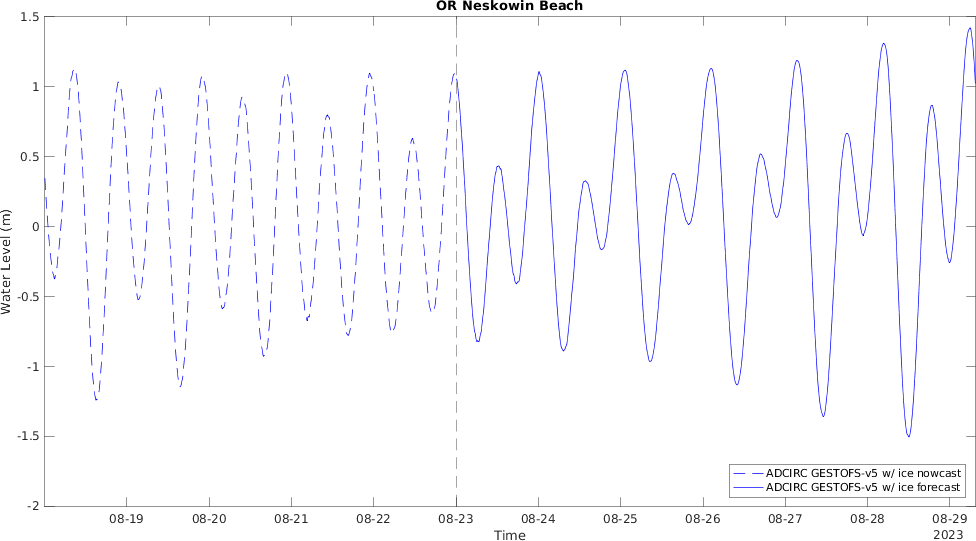 OR Neskowin Beach
1.5
1
0.5
0
-0.5
-1
-1.5
-2
Water Level (m)
ADCIRC GESTOFS-v5 w/ ice nowcast
ADCIRC GESTOFS-v5 w/ ice forecast
08-19 08-20 08-21 08-22 08-23 08-24 08-25 08-26 08-27 08-28 08-29
Time
2023